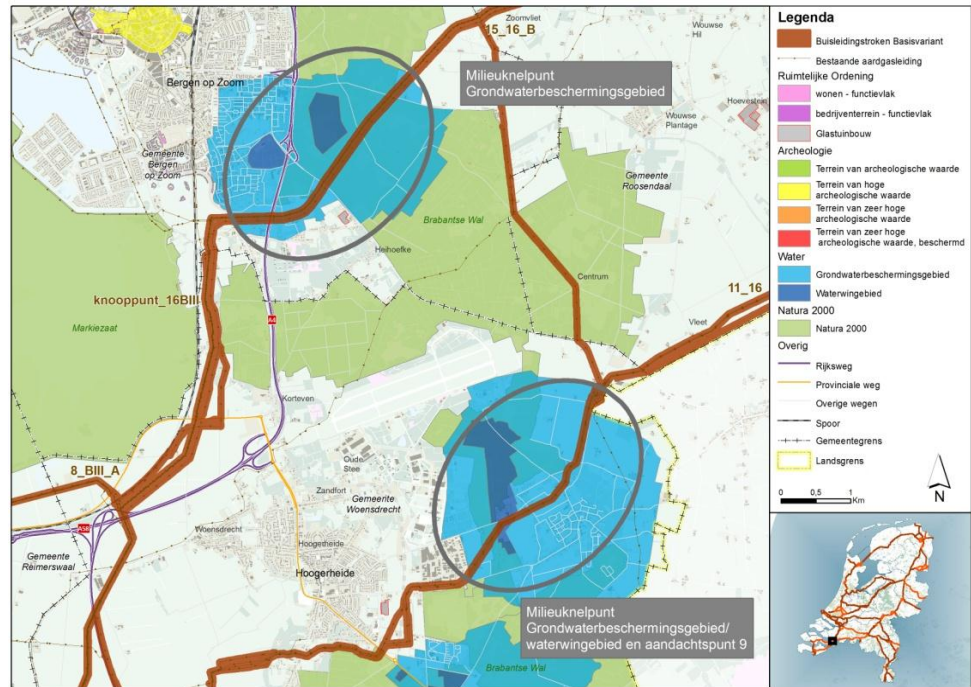 Zoomvliet
15_16_B
Wouwse
Hil
Bergen op Zoom
Milieuknelpunt
Grondwaterbeschermingsgebied
Hoevestein
Wouwse
Plantage
Gemeente
Bergen
op Zoom
Gemeente
Roosendaal
Brabantse Wal
Heihoefke
Centrum
knooppunt_16BIII
11_16
Markiezaat
A4
Vleet
Korteven
8_BIII_A
Oude
Stee
Zandfort
Gemeente
Woensdrecht
A58
Woensdrecht
Hoogerheide
Gemeente
Reimerswaal
Hoogerheide
Milieuknelpunt
Grondwaterbeschermingsgebied/
waterwingebied en aandachtspunt 9
Brabantse Wal
Legenda
Buisleidingstroken Basisvariant
Bestaande aardgasleiding
Ruimtelijke Ordening
wonen - functievlak
bedrijventerrein - functievlak
Glastuinbouw
Archeologie
Terrein van archeologische waarde
Terrein van hoge
archeologische waarde
Terrein van zeer hoge
archeologische waarde
Terrein van zeer hoge
archeologische waarde, beschermd
Water
Grondwaterbeschermingsgebied
Waterwingebied
Natura 2000
Natura 2000
Overig
Rijksweg
Provinciale weg
Overige wegen
Spoor
Gemeentegrens
Landsgrens
0 0,5 1
Km
N